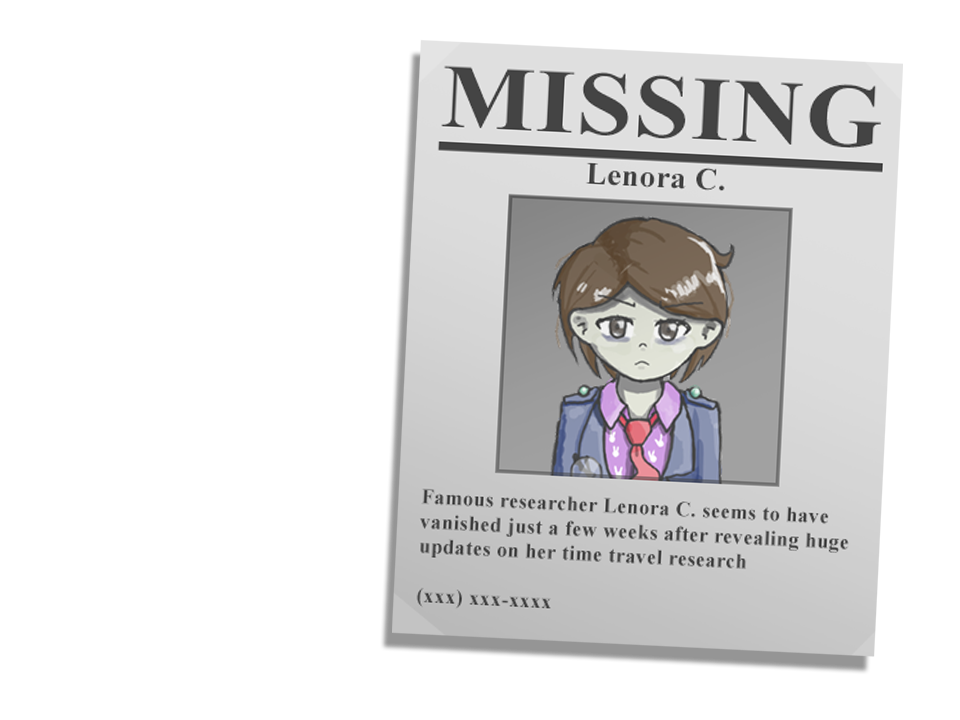 MISSING
Lenora C.
Famous researcher Lenora C. seems to have
vanished just a few weeks after revealing huge
updates on her time travel research
(xxx) xxx-xxxx